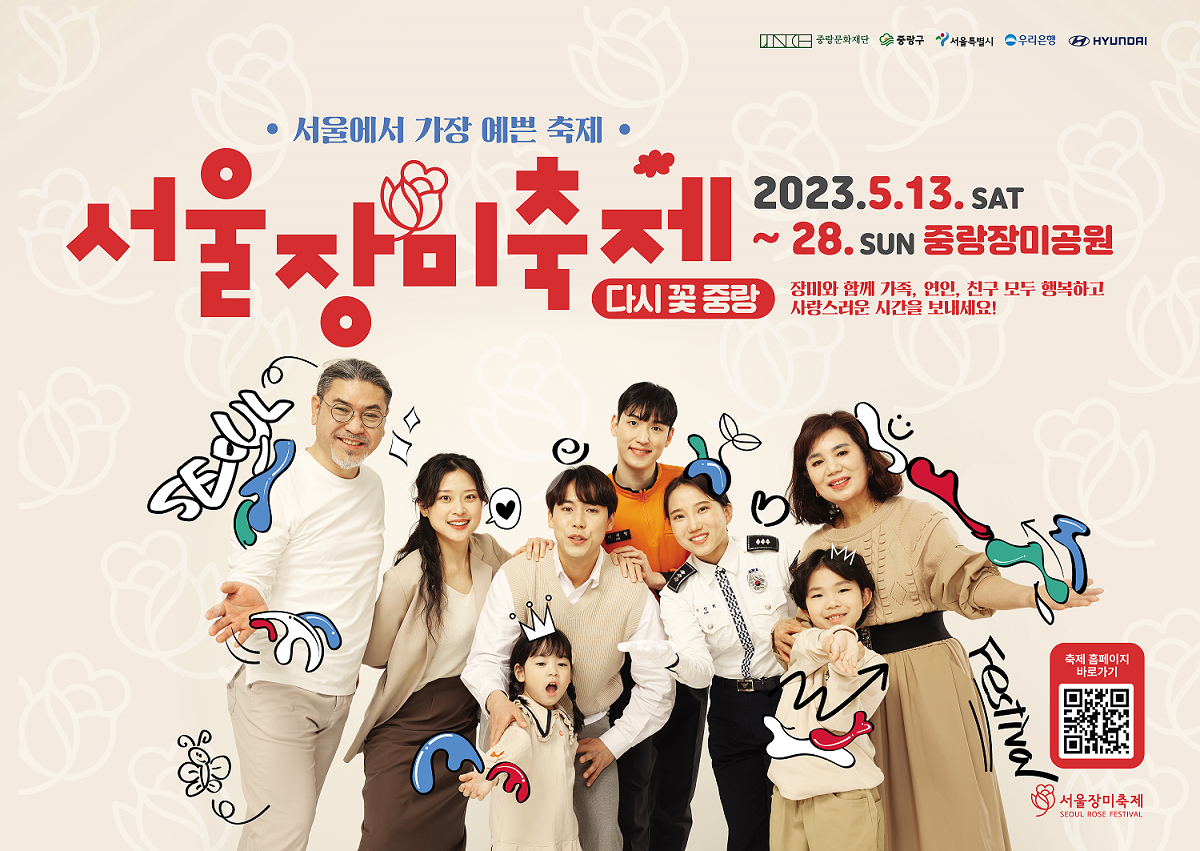 중랑문화재단 중랑구 서울특별시 우리은행 HYUNDAI
서울에서 가장 예쁜 축제
서울장미축제
다시 꽃 중랑
2023.5.13. SAT
~ 28. SUN 중랑장미공원
장미와 함께 가족, 연인, 친구 모두 행복하고
사랑스러운 시간을 보내세요!
SEOUL
Festival
축제 홈페이지
바로가기
서울장미축제
SEOUL ROSE FESTIVAL